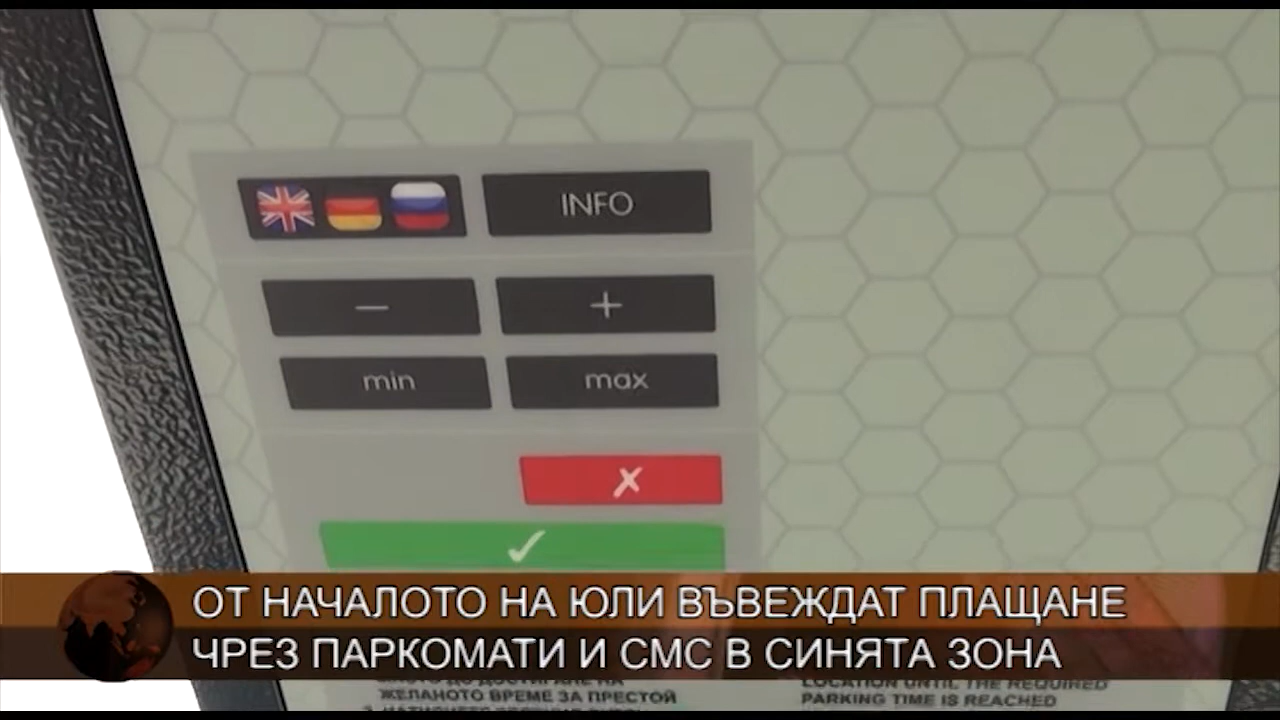 INFO
− +
min max
✗
✓
ОТ НАЧАЛОТО НА ЮЛИ ВЪВЕЖДАТ ПЛАЩАНЕ
ЧРЕЗ ПАРКОМАТИ И СМС В СИНЯТА ЗОНА
ЖЕЛАНОТО ВРЕМЕ ЗА ПРЕСТОЙ
LOCATION UNTIL THE REQUIRED
PARKING TIME IS REACHED